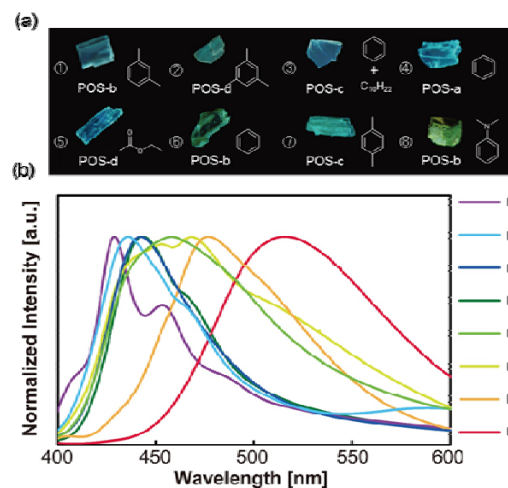 (a)
① ② ③ ④
+
C₁₀H₂₂
POS-b POS-d POS-c POS-a
⑤ ⑥ ⑦ ⑧
N
O
O
POS-d POS-b POS-c POS-b
(b)
Normalized Intensity [a.u.]
400 450 500 550 600
Wavelength [nm]